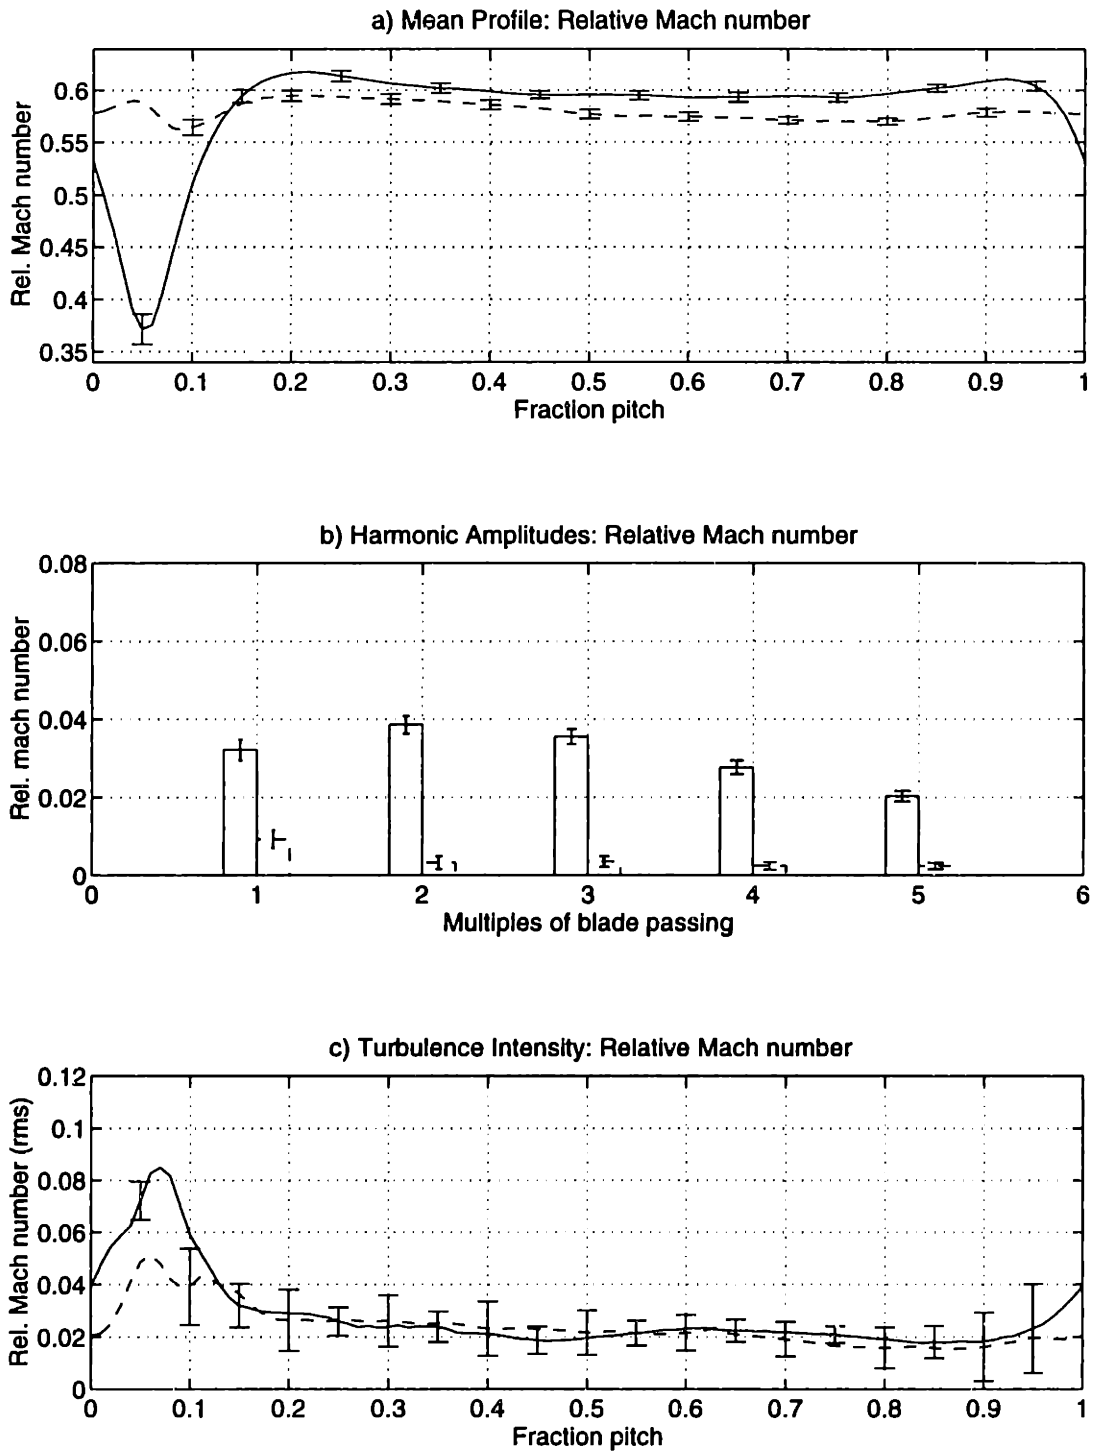 a) Mean Profile: Relative Mach number
Rel. Mach number
0.6
0.55
0.5
0.45
0.4
0.35
0 0.1 0.2 0.3 0.4 0.5 0.6 0.7 0.8 0.9 1
Fraction pitch
b) Harmonic Amplitudes: Relative Mach number
Rel. mach number
0.08
0.06
0.04
0.02
0
0 1 2 3 4 5 6
Multiples of blade passing
c) Turbulence Intensity: Relative Mach number
Rel. Mach number (rms)
0.12
0.1
0.08
0.06
0.04
0.02
0
0 0.1 0.2 0.3 0.4 0.5 0.6 0.7 0.8 0.9 1
Fraction pitch